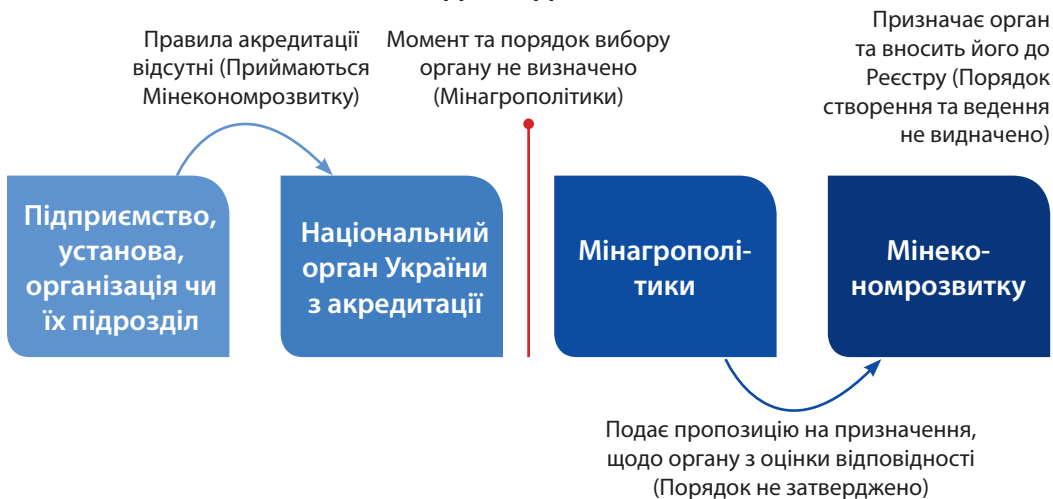 Правила акредитації
відсутні (Приймаються
Мінекономрозвитку)
Момент та порядок вибору
органу не визначено
(Мінагрополітики)
Призначає орган
та вносить його до
Реєстру (Порядок
створення та ведення
не видначено)
Підприємство,
установа,
організація чи
їх підрозділ
Національний
орган України
з акредитації
Мінагрополі-
тики
Мінеко-
номрозвитку
Подає пропозицію на призначення,
щодо органу з оцінки відповідності
(Порядок не затверджено)